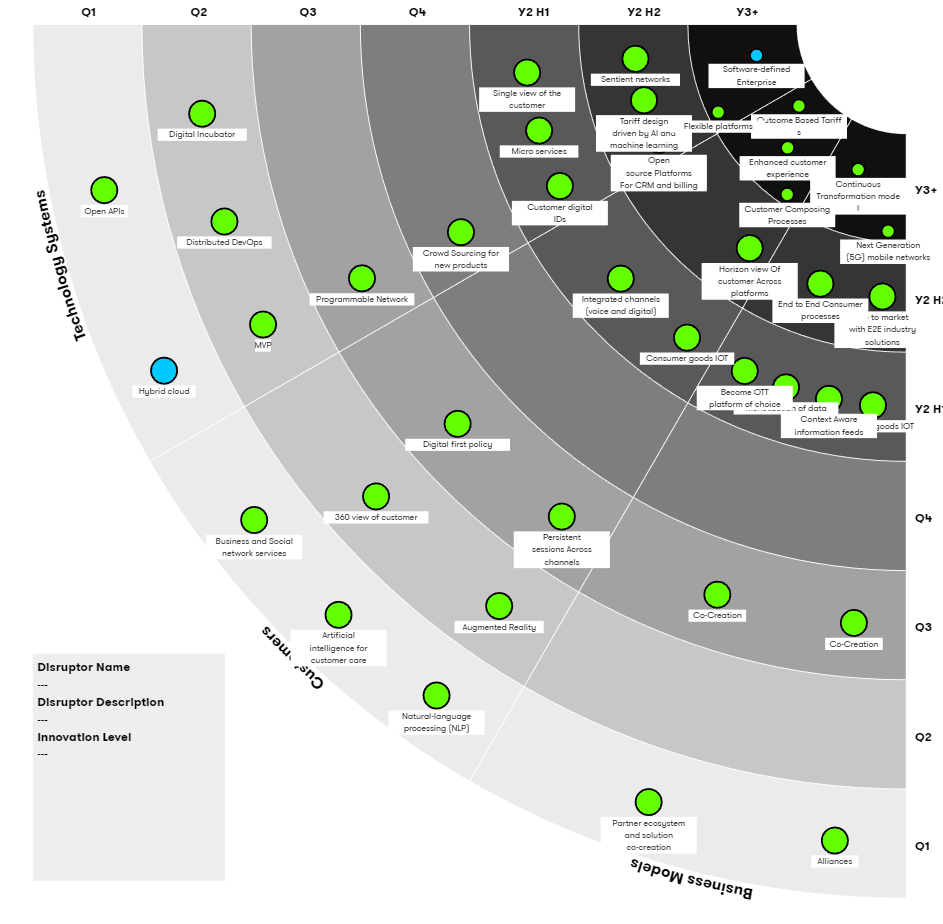 Q1
Q2
Q3
Q4
Y2 H1
Y2 H2
Y3+
Software-defined
Enterprise
Sentient networks
Single view of the
customer
Tariff design
driven by AI and
machine learning
Flexible platforms
Outcome Based Tariff
s
Digital Incubator
Micro services
Open
source Platforms
For CRM and billing
Enhanced customer
experience
Continuous
Transformation mode
l
Y3+
Open APIs
Customer digital
IDs
Customer Composing
Processes
Distributed DevOps
Crowd Sourcing for
new products
Next Generation
(5G) mobile networks
Technology Systems
Programmable Network
Integrated channels
(voice and digital)
Horizon view Of
customer Across
platforms
End to End Consumer
processes
to market
with E2E industry
solutions
Y2 H2
MVP
Consumer goods IOT
Hybrid cloud
Become OTT
platform of choice
of data
Context Aware
information feeds
goods IOT
Y2 H1
Digital first policy
360 view of customer
Q4
Business and Social
network services
Persistent
sessions Across
channels
Co-Creation
Augmented Reality
Q3
Co-Creation
Artificial
intelligence for
customer care
Customers
Natural-language
processing (NLP)
Q2
Disruptor Name
---
Disruptor Description
---
Innovation Level
---
Partner ecosystem
and solution
co-creation
Q1
Alliances
Business Models